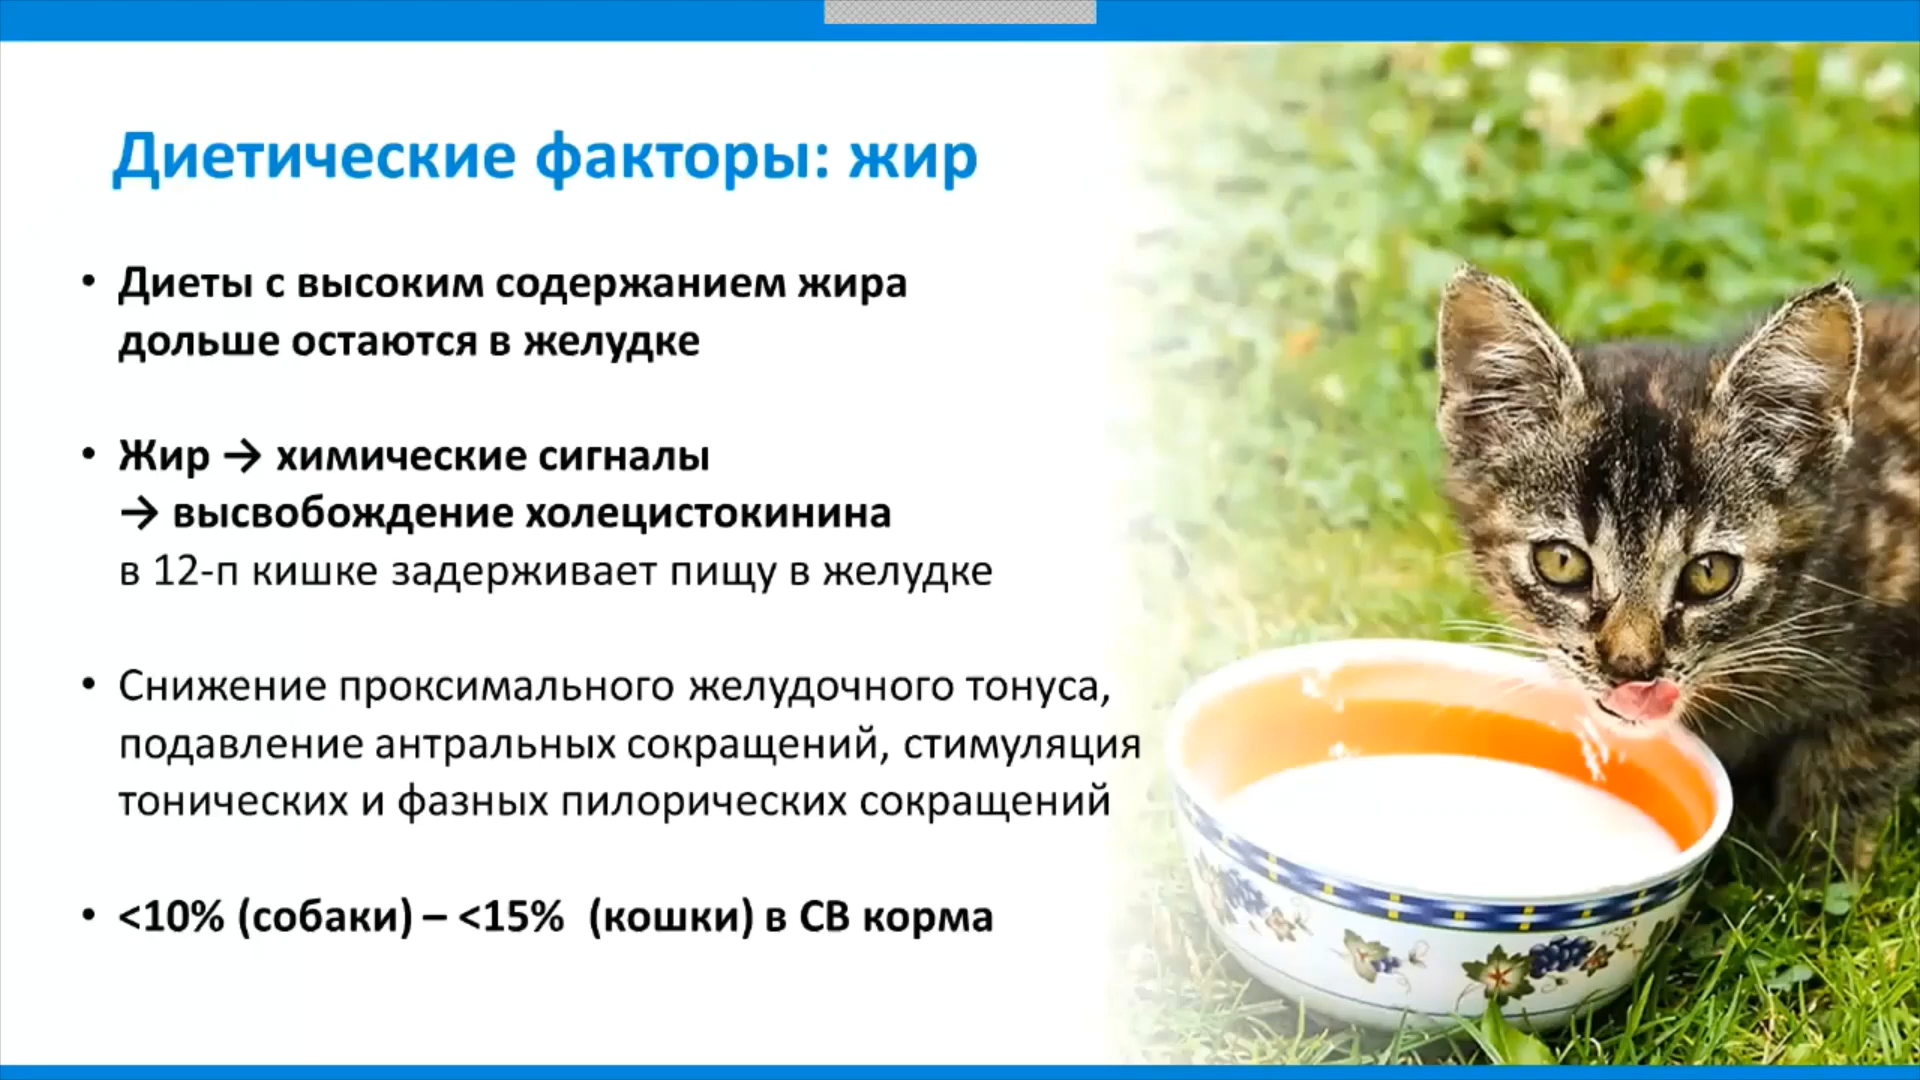 Диетические факторы: жир
• Диеты с высоким содержанием жира
дольше остаются в желудке
• Жир → химические сигналы
→ высвобождение холецистокинина
в 12-п кишке задерживает пищу в желудке
• Снижение проксимального желудочного тонуса,
подавление антральных сокращений, стимуляция
тонических и фазных пилорических сокращений
• <10% (собаки) – <15% (кошки) в СВ корма